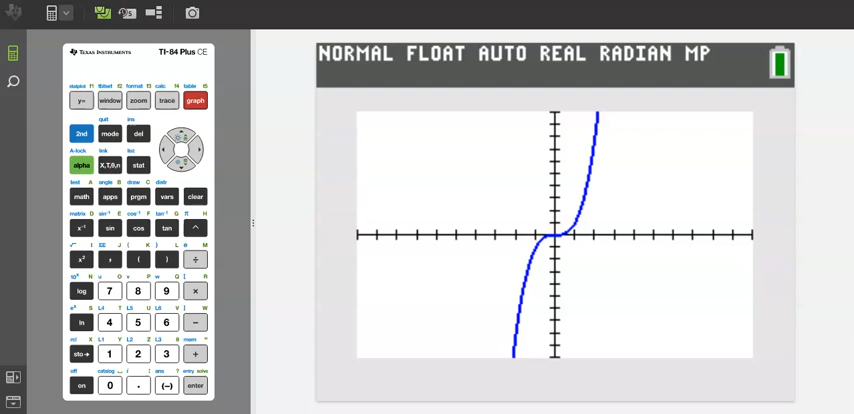 TEXAS INSTRUMENTS TI-84 Plus CE
statplot f1 tblset f2 format f3 calc f4 table f5
y= window zoom trace graph
quit ins
2nd mode del
A-lock link list
alpha X,T,θ,n stat
test A angle B draw C distr
math apps prgm vars clear
matrix D sin⁻¹ E cos⁻¹ F tan⁻¹ G π H
x⁻¹ sin cos tan ^
√ I EE J { K } L e M
x² , ( ) ÷
10ˣ N u O v P w Q [ R
log 7 8 9 ×
eˣ S L4 T L5 U L6 V ] W
ln 4 5 6 −
rcl X L1 Y L2 Z L3 θ mem "
sto→ 1 2 3 +
off catalog i : ans ? entry solve
on 0 . (−) enter
NORMAL FLOAT AUTO REAL RADIAN MP